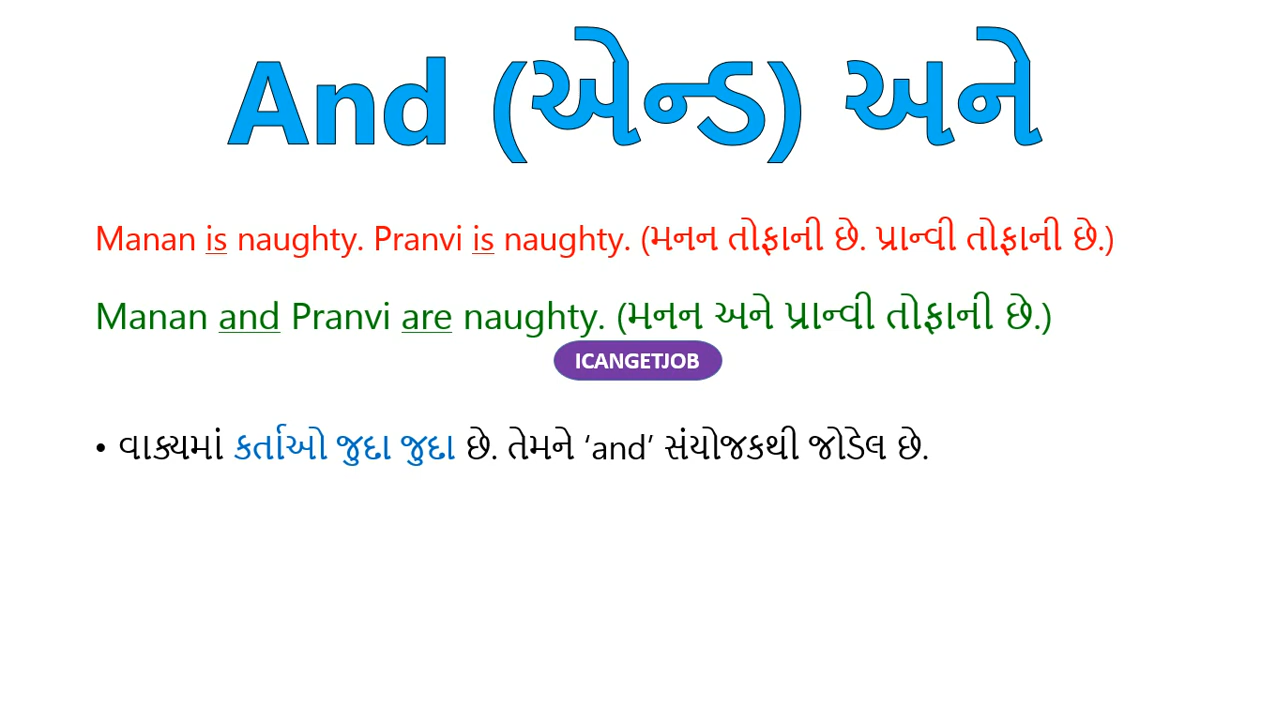 And (એન્ડ) અને
Manan is naughty. Pranvi is naughty. (મનન તોફાની છે. પ્રાન્વી તોફાની છે.)
Manan and Pranvi are naughty. (મનન અને પ્રાન્વી તોફાની છે.)
ICANGETJOB
• વાક્યમાં કર્તાઓ જુદા જુદા છે. તેમને ‘and’ સંયોજકથી જોડેલ છે.